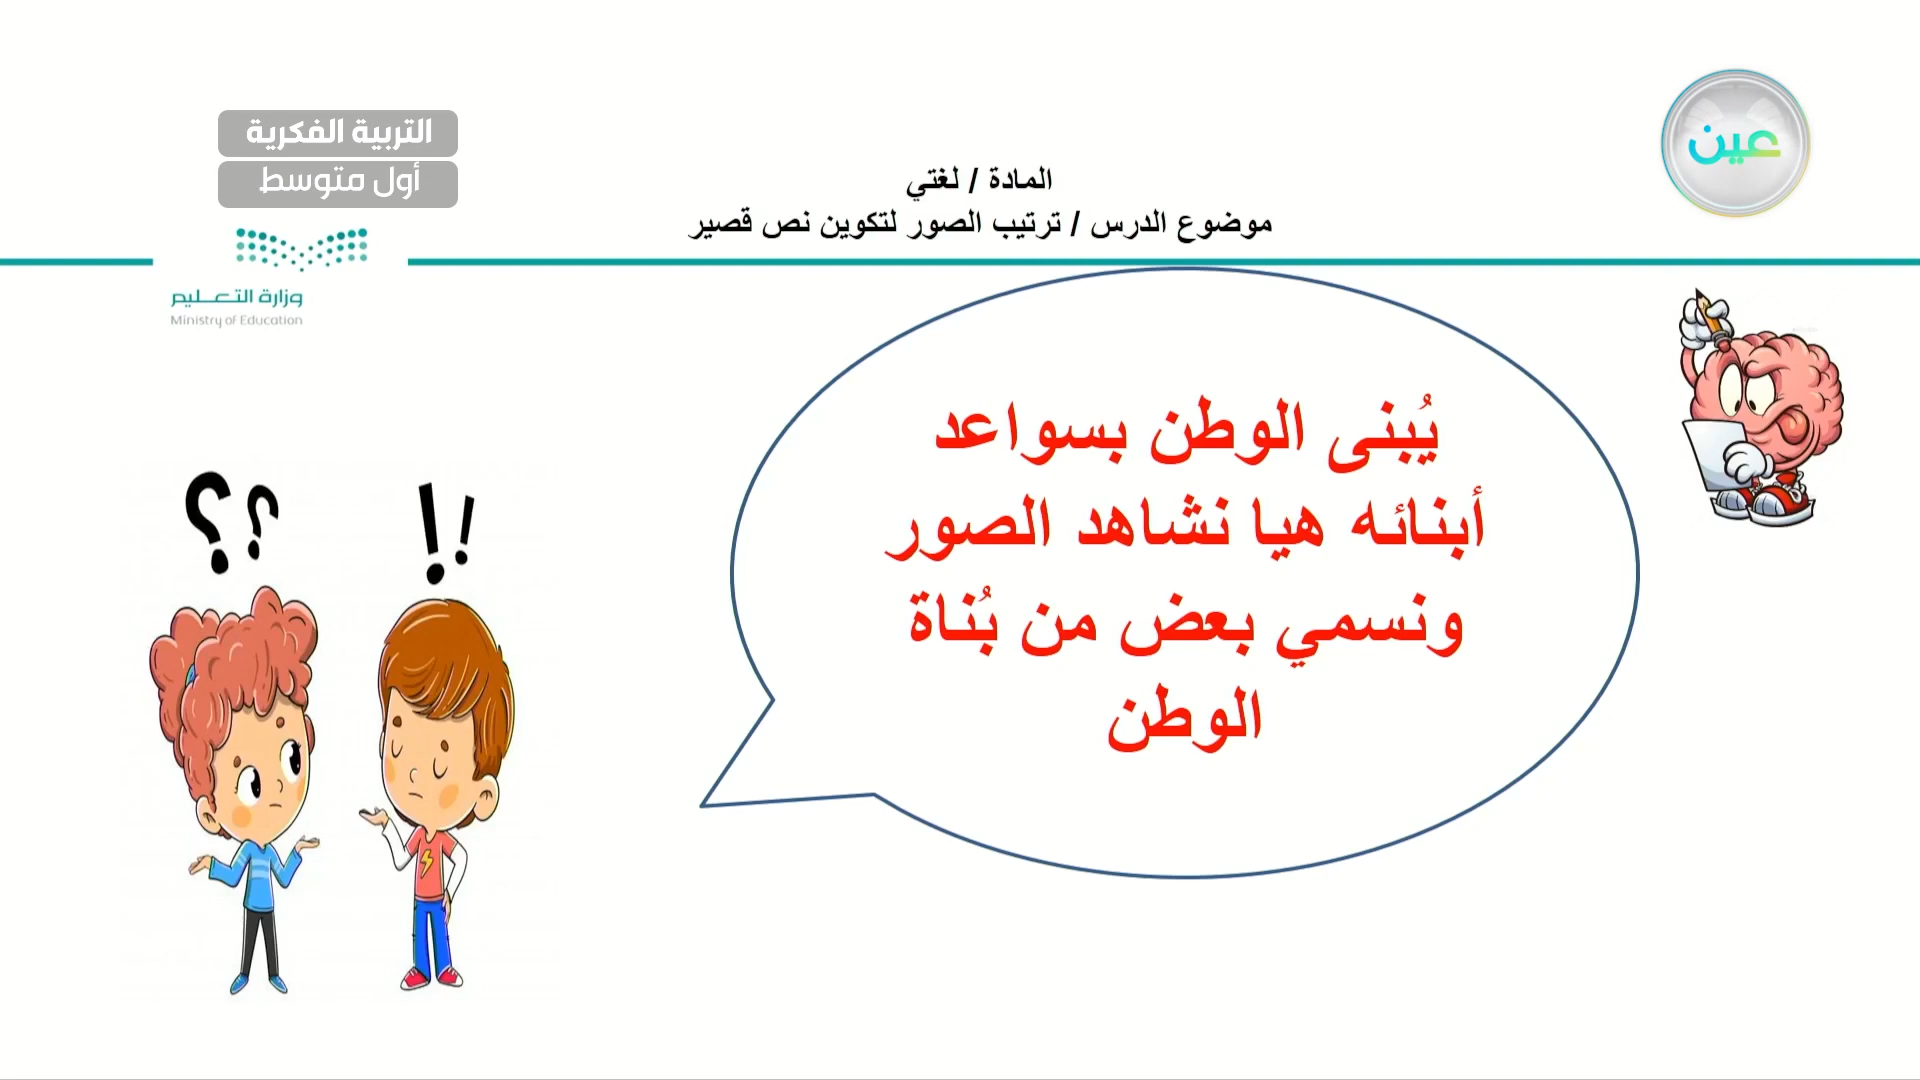 التربية الفكرية
أول متوسط
عين
المادة / لغتي
موضوع الدرس / ترتيب الصور لتكوين نص قصير
وزارة التعليم
Ministry of Education
يُبنى الوطن بسواعد
أبنائه هيا نشاهد الصور
ونسمي بعض من بُناة
الوطن
؟؟
!!